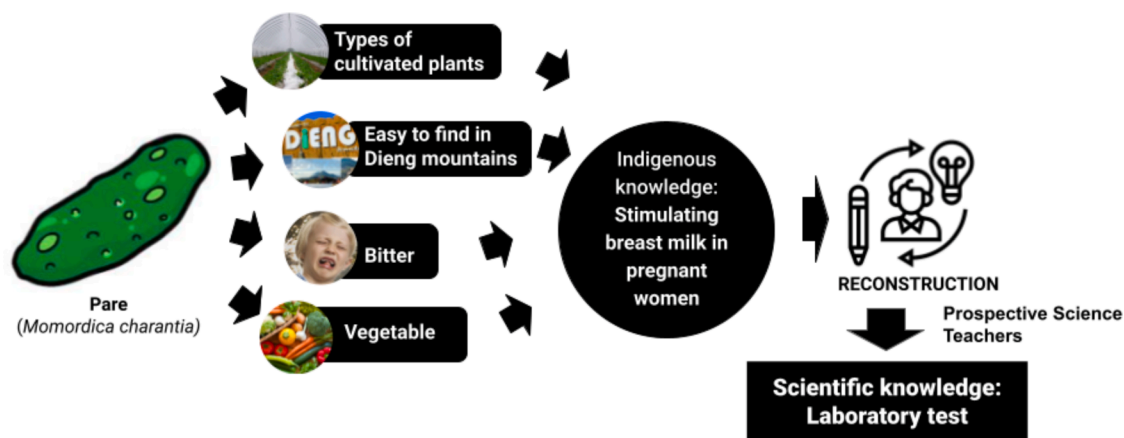 Types of
cultivated plants
DiENG
Easy to find in
Dieng mountains
Bitter
Vegetable
Pare
(Momordica charantia)
Indigenous
knowledge:
Stimulating
breast milk in
pregnant
women
RECONSTRUCTION
Prospective Science
Teachers
Scientific knowledge:
Laboratory test